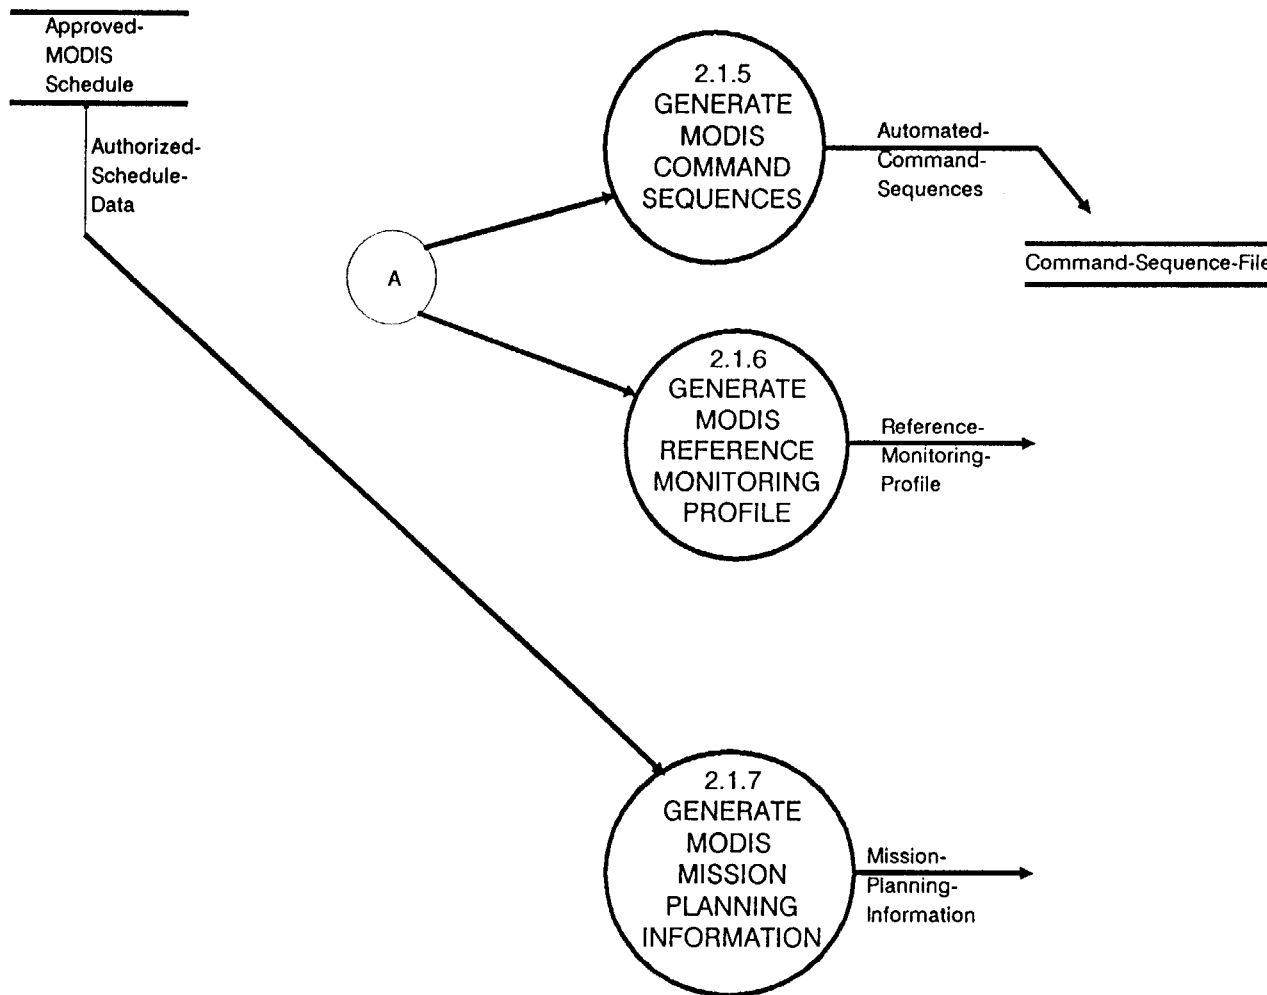 Approved-
MODIS
Schedule
Authorized-
Schedule-
Data
A
2.1.5
GENERATE
MODIS
COMMAND
SEQUENCES
Automated-
Command-
Sequences
Command-Sequence-File
2.1.6
GENERATE
MODIS
REFERENCE
MONITORING
PROFILE
Reference-
Monitoring-
Profile
2.1.7
GENERATE
MODIS
MISSION
PLANNING
INFORMATION
Mission-
Planning-
Information